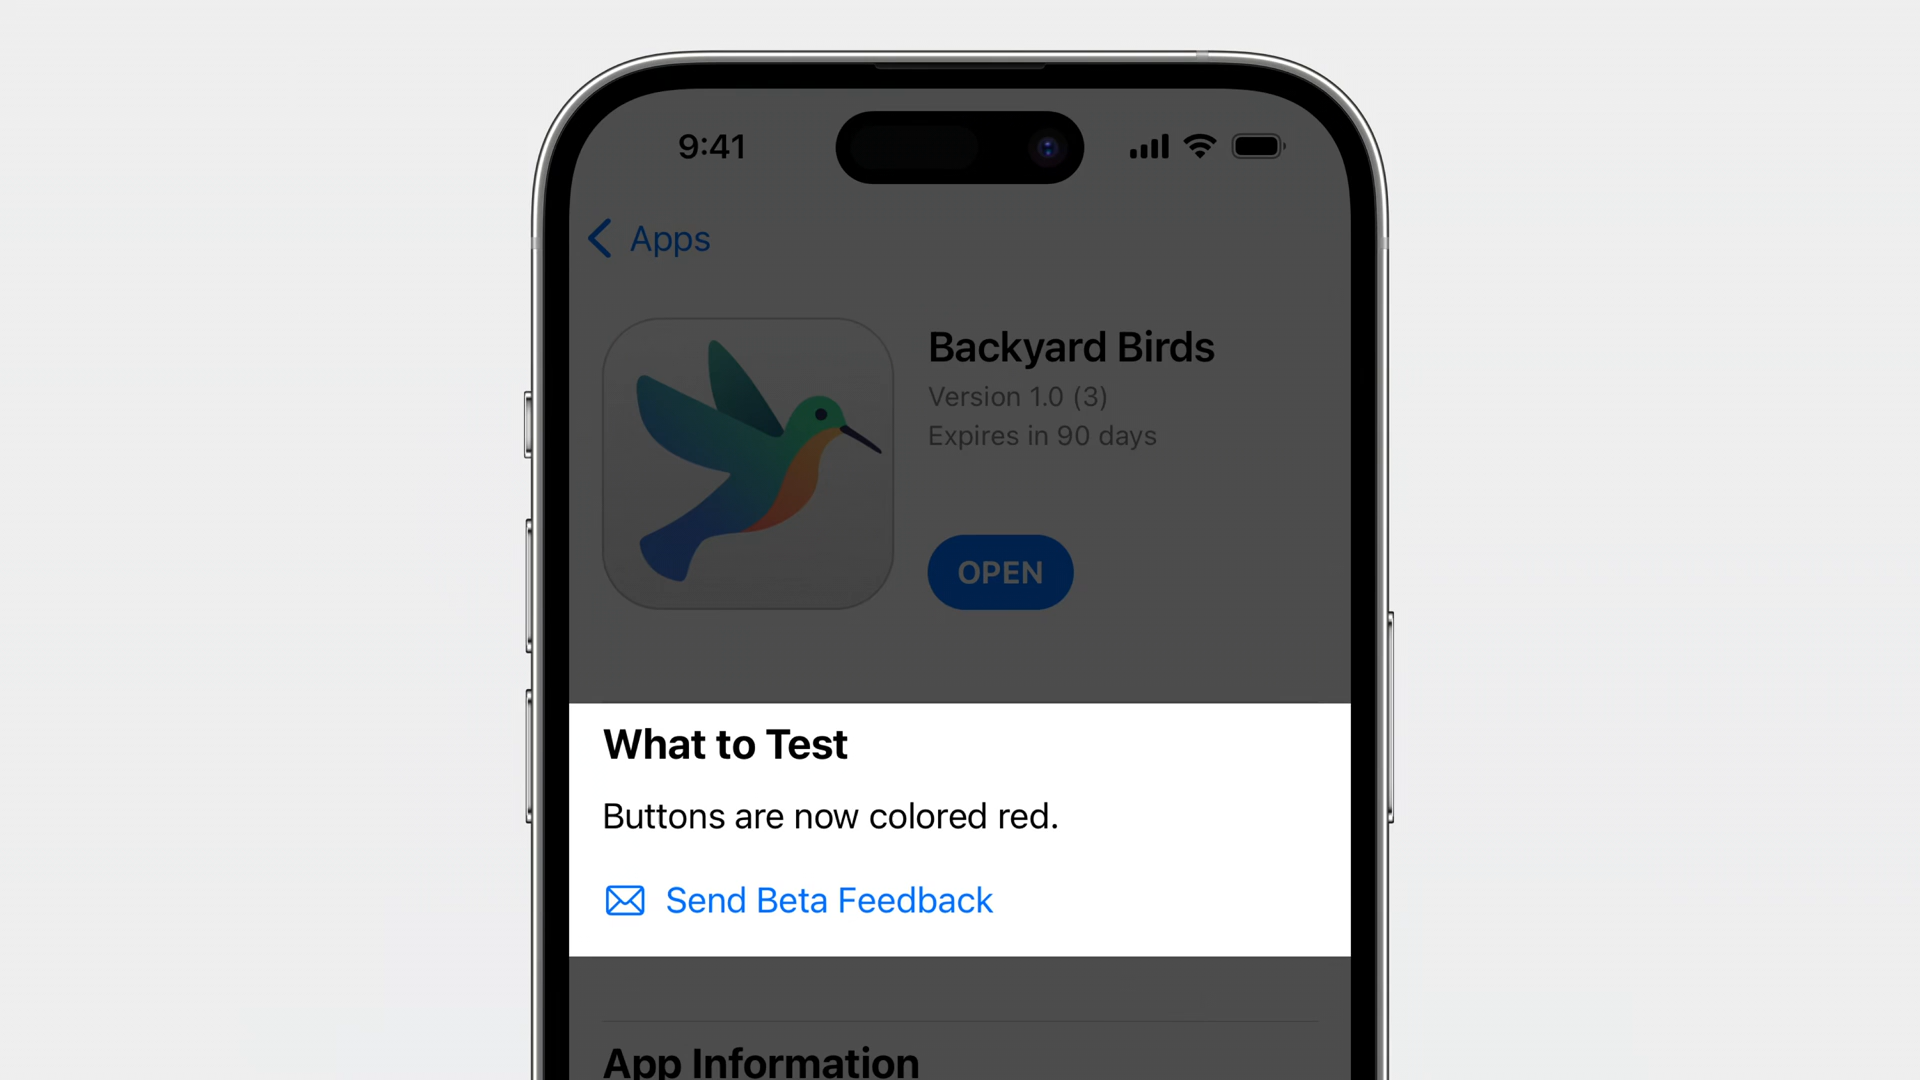 9:41
Apps
Backyard Birds
Version 1.0 (3)
Expires in 90 days
OPEN
What to Test
Buttons are now colored red.
Send Beta Feedback
App Information